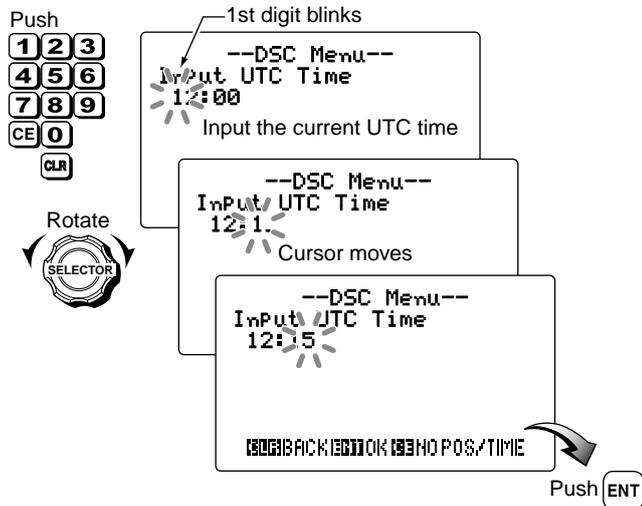 Push
1st digit blinks
1 2 3
4 5 6
7 8 9
CE 0
CLR
Rotate
SELECTOR
--DSC Menu--
Input UTC Time
12:00
Input the current UTC time
--DSC Menu--
Input UTC Time
12:1
Cursor moves
--DSC Menu--
Input UTC Time
12:15
BACK OK NO POS/TIME
Push ENT